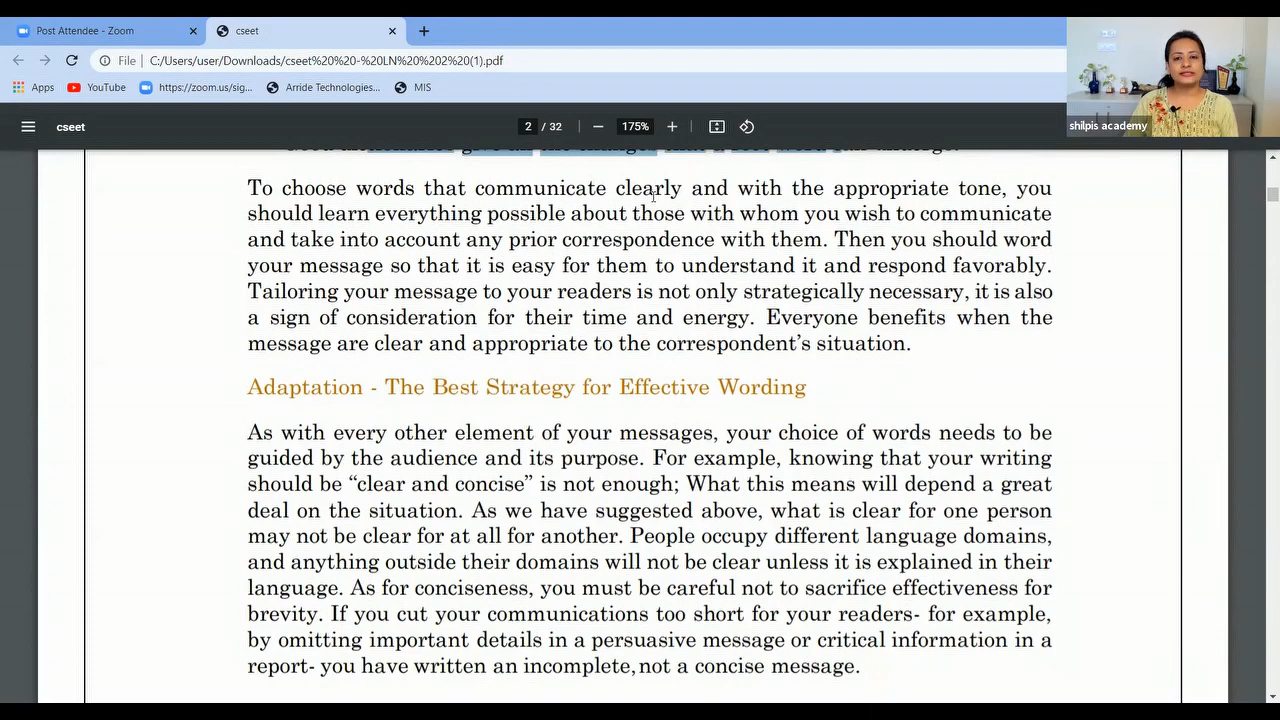 Post Attendee - Zoom
cseet
File
C:/Users/user/Downloads/cseet%20%20-%20LN%20%202%20(1).pdf
Apps
YouTube
https://zoom.us/sig...
Arride Technologies...
MIS
cseet
2 / 32
175%
shilpis academy
To choose words that communicate clearly and with the appropriate tone, you
should learn everything possible about those with whom you wish to communicate
and take into account any prior correspondence with them. Then you should word
your message so that it is easy for them to understand it and respond favorably.
Tailoring your message to your readers is not only strategically necessary, it is also
a sign of consideration for their time and energy. Everyone benefits when the
message are clear and appropriate to the correspondent's situation.
Adaptation - The Best Strategy for Effective Wording
As with every other element of your messages, your choice of words needs to be
guided by the audience and its purpose. For example, knowing that your writing
should be “clear and concise” is not enough; What this means will depend a great
deal on the situation. As we have suggested above, what is clear for one person
may not be clear for at all for another. People occupy different language domains,
and anything outside their domains will not be clear unless it is explained in their
language. As for conciseness, you must be careful not to sacrifice effectiveness for
brevity. If you cut your communications too short for your readers- for example,
by omitting important details in a persuasive message or critical information in a
report- you have written an incomplete, not a concise message.